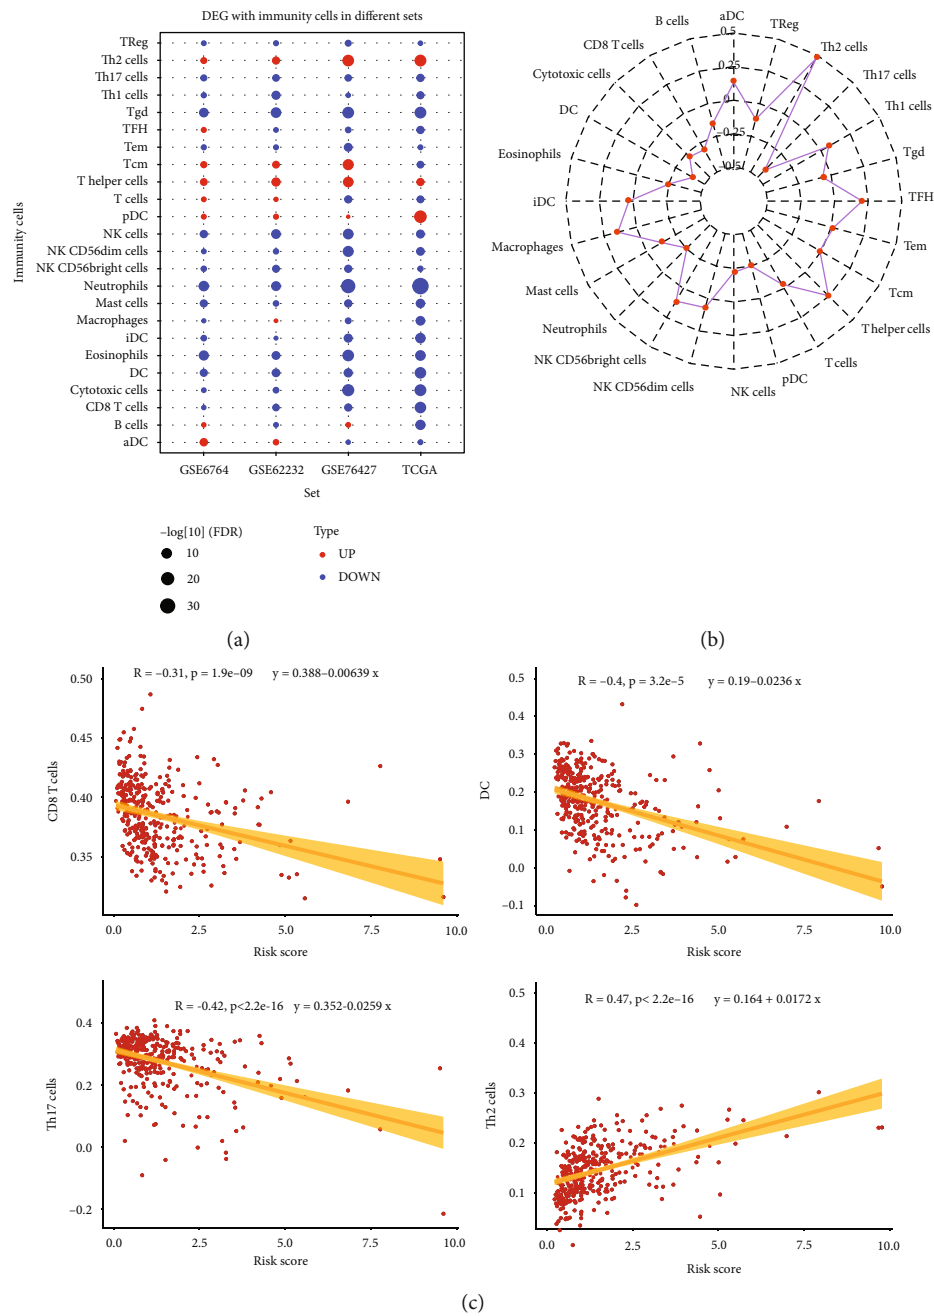 DEG with immunity cells in different sets
Immunity cells
TReg
Th2 cells
Th17 cells
Th1 cells
Tgd
TFH
Tem
Tcm
T helper cells
T cells
pDC
NK cells
NK CD56dim cells
NK CD56bright cells
Neutrophils
Mast cells
Macrophages
iDC
Eosinophils
DC
Cytotoxic cells
CD8 T cells
B cells
aDC
GSE6764 GSE62232 GSE76427 TCGA
Set
–log[10] (FDR)
10
20
30
Type
UP
DOWN
(a)
aDC
TReg
Th2 cells
Th17 cells
Th1 cells
Tgd
TFH
Tem
Tcm
T helper cells
T cells
pDC
NK cells
NK CD56dim cells
NK CD56bright cells
Neutrophils
Mast cells
Macrophages
iDC
Eosinophils
DC
Cytotoxic cells
CD8 T cells
B cells
0.5
0.25
0
–0.25
–0.5
(b)
R = –0.31, p = 1.9e–09 y = 0.388–0.00639 x
CD8 T cells
0.50
0.45
0.40
0.35
0.0 2.5 5.0 7.5 10.0
Risk score
R = –0.4, p = 3.2e–5 y = 0.19–0.0236 x
DC
0.5
0.4
0.3
0.2
0.1
0.0
–0.1
0.0 2.5 5.0 7.5 10.0
Risk score
R = -0.42, p<2.2e-16 y = 0.352-0.0259 x
Th17 cells
0.4
0.2
0.0
–0.2
0.0 2.5 5.0 7.5 10.0
Risk score
R = 0.47, p< 2.2e–16 y = 0.164 + 0.0172 x
Th2 cells
0.5
0.4
0.3
0.2
0.1
0.0 2.5 5.0 7.5 10.0
Risk score
(c)